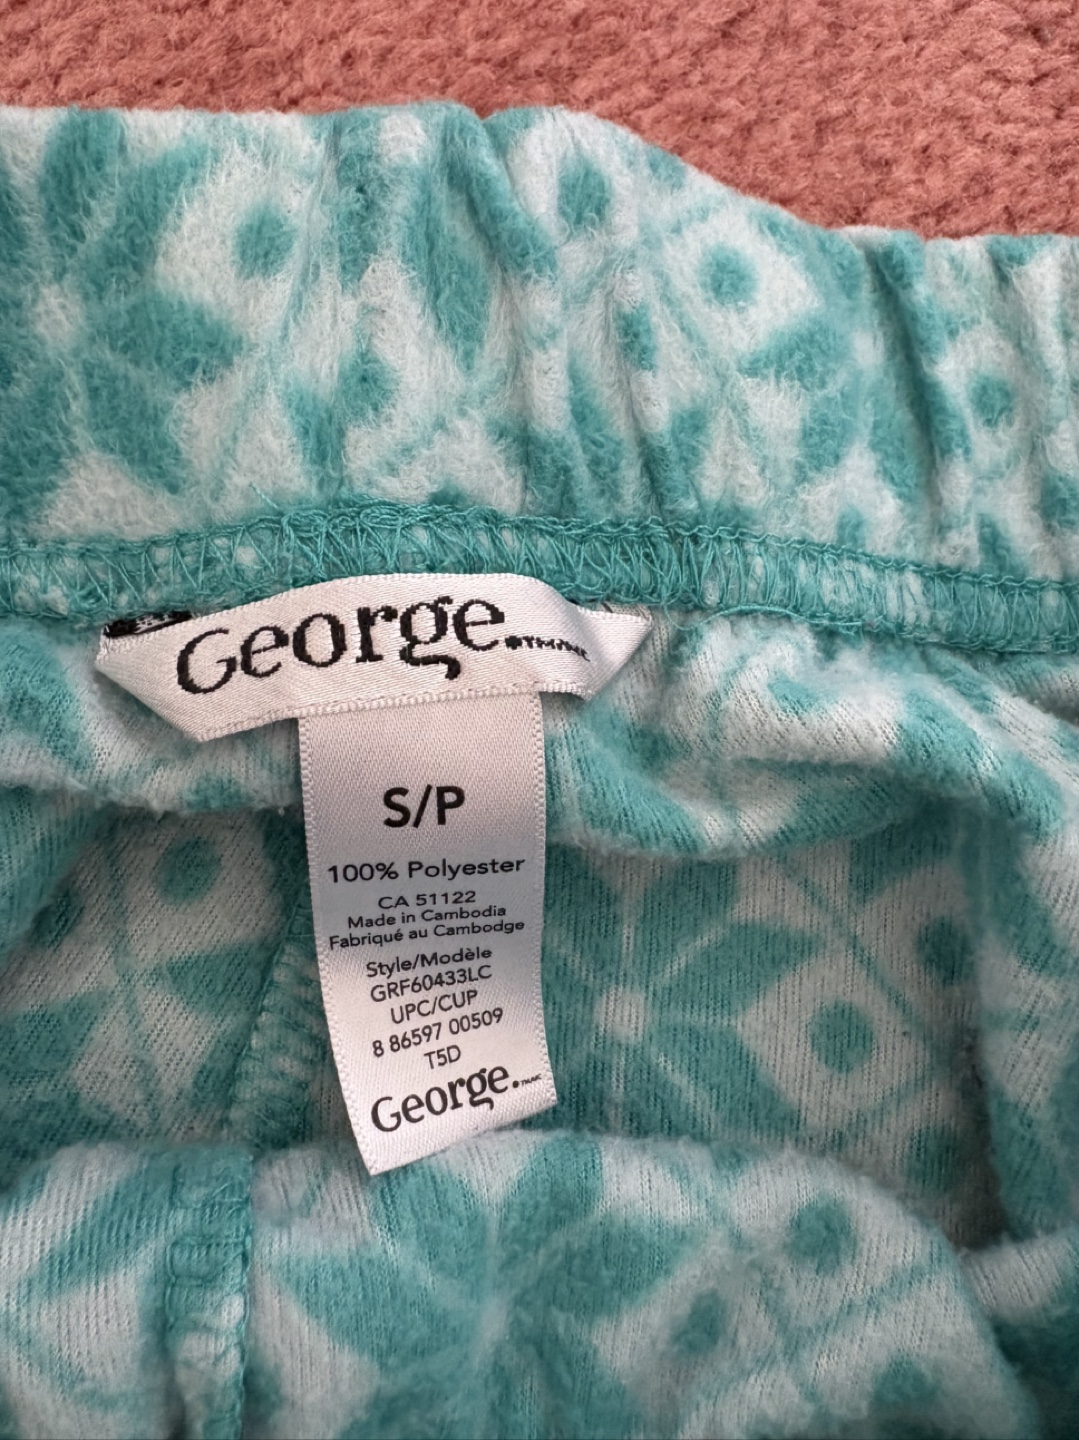 George.
S/P
100% Polyester
CA 51122
Made in Cambodia
Fabriqué au Cambodge
Style/Modèle
GRF60433LC
UPC/CUP
8 86597 00509
T5D
George.